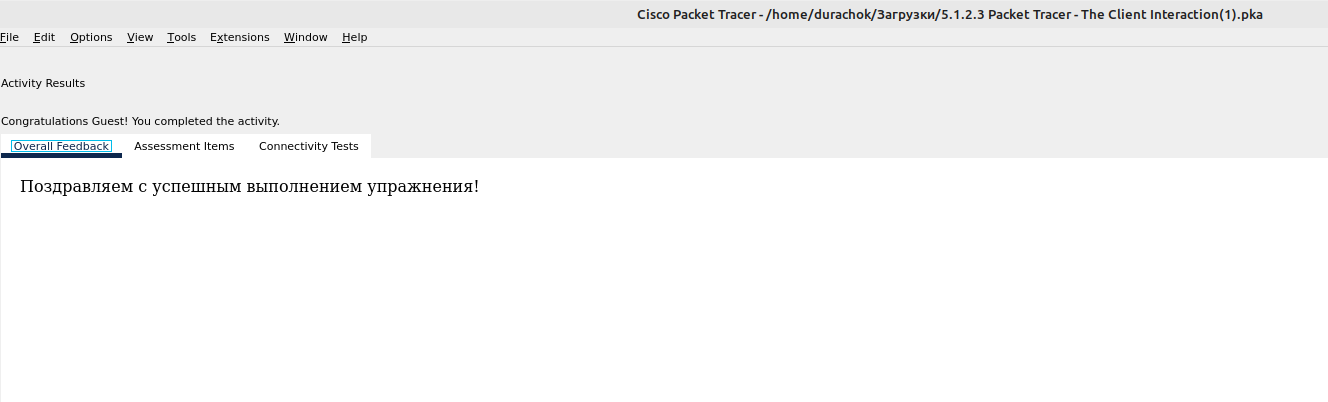 Cisco Packet Tracer - /home/durachok/Загрузки/5.1.2.3 Packet Tracer - The Client Interaction(1).pka
File Edit Options View Tools Extensions Window Help
Activity Results
Congratulations Guest! You completed the activity.
Overall Feedback Assessment Items Connectivity Tests
Поздравляем с успешным выполнением упражнения!